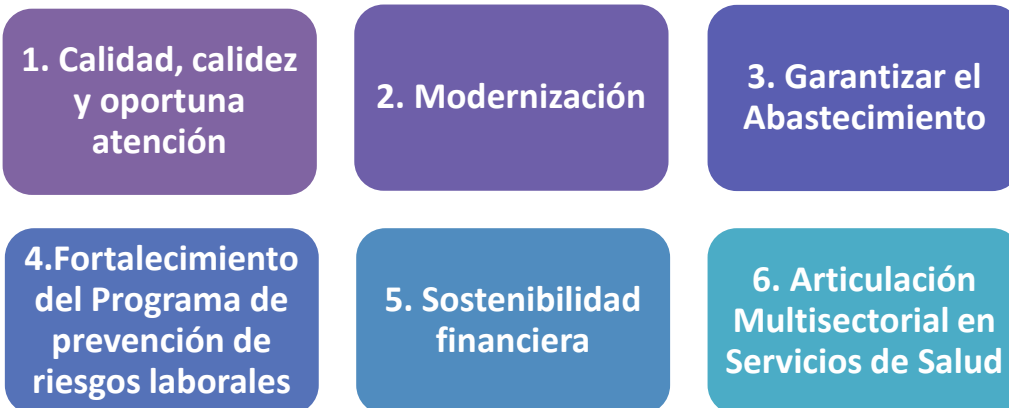 1. Calidad, calidez
y oportuna
atención
2. Modernización
3. Garantizar el
Abastecimiento
4.Fortalecimiento
del Programa de
prevención de
riesgos laborales
5. Sostenibilidad
financiera
6. Articulación
Multisectorial en
Servicios de Salud